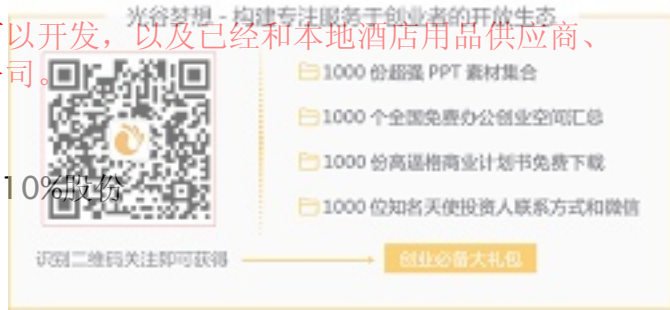 光谷梦想 - 构建专注服务于创业者的开放生态
以开发，以及已经和本地酒店用品供应商、
司。
1000 份超强 PPT 素材集合
1000 个全国免费办公创业空间汇总
1000 份高逼格商业计划书免费下载
10%股份
1000 位知名天使投资人联系方式和微信
识别二维码关注即可获得
创业必备大礼包